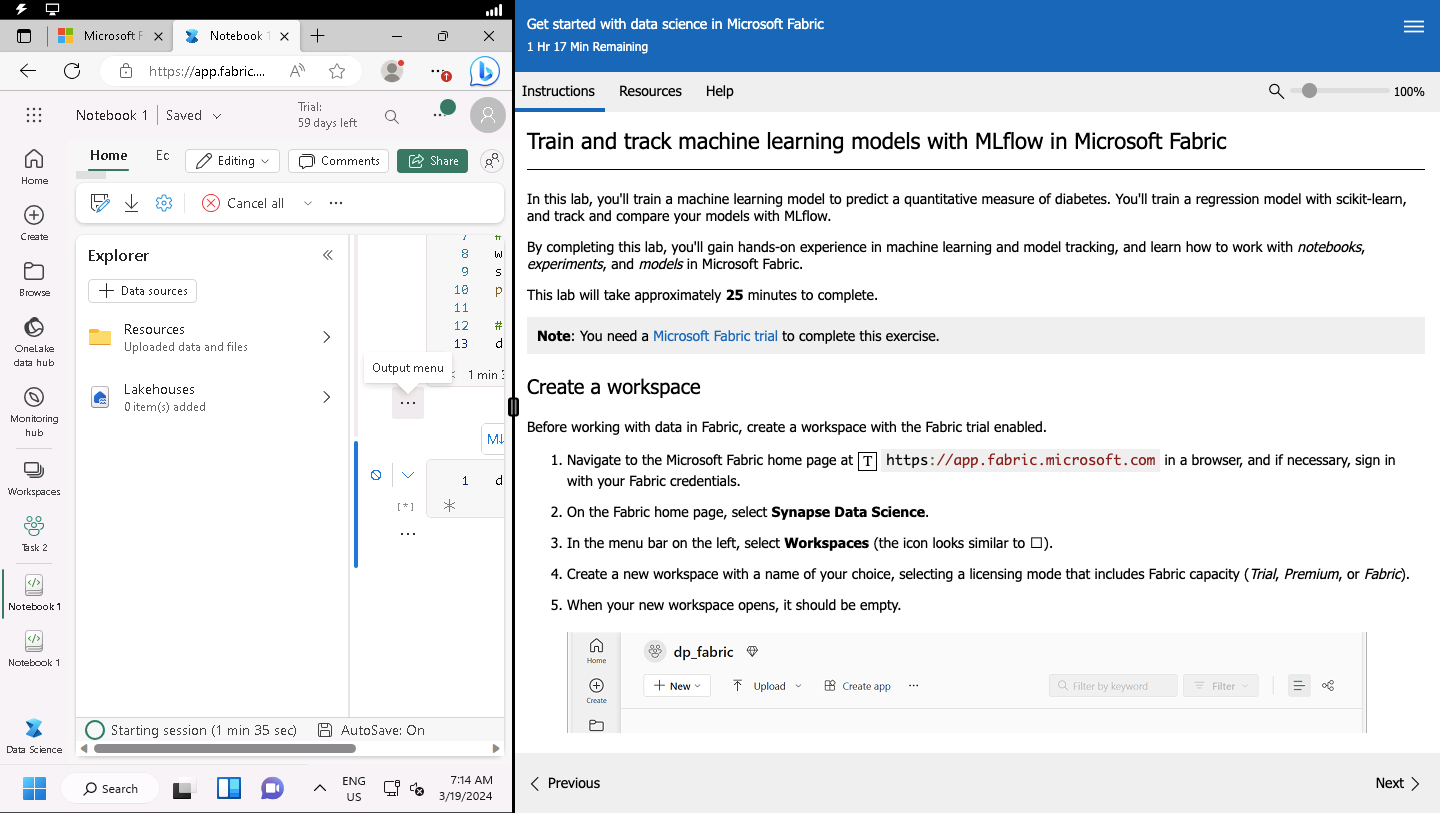 Microsoft F
Notebook 1
https://app.fabric....
Notebook 1
Saved
Trial:
59 days left
Home
Ec
Editing
Comments
Share
Cancel all
Home
Create
Browse
OneLake
data hub
Monitoring
hub
Workspaces
Task 2
Notebook 1
Notebook 1
Data Science
Explorer
Data sources
Resources
Uploaded data and files
Lakehouses
0 item(s) added
7 #
8 w
9 s
10 p
11
12 #
13 d
1 min 3
Output menu
M↓
1 d
[*]
Starting session (1 min 35 sec)
AutoSave: On
Search
ENG
US
7:14 AM
3/19/2024
Get started with data science in Microsoft Fabric
1 Hr 17 Min Remaining
Instructions
Resources
Help
100%
Train and track machine learning models with MLflow in Microsoft Fabric
In this lab, you'll train a machine learning model to predict a quantitative measure of diabetes. You'll train a regression model with scikit-learn,
and track and compare your models with MLflow.
By completing this lab, you'll gain hands-on experience in machine learning and model tracking, and learn how to work with notebooks,
experiments, and models in Microsoft Fabric.
This lab will take approximately 25 minutes to complete.
Note: You need a Microsoft Fabric trial to complete this exercise.
Create a workspace
Before working with data in Fabric, create a workspace with the Fabric trial enabled.
1. Navigate to the Microsoft Fabric home page at T https://app.fabric.microsoft.com in a browser, and if necessary, sign in
with your Fabric credentials.
2. On the Fabric home page, select Synapse Data Science.
3. In the menu bar on the left, select Workspaces (the icon looks similar to ☐).
4. Create a new workspace with a name of your choice, selecting a licensing mode that includes Fabric capacity (Trial, Premium, or Fabric).
5. When your new workspace opens, it should be empty.
Home
Create
dp_fabric
New
Upload
Create app
Filter by keyword
Filter
Previous
Next